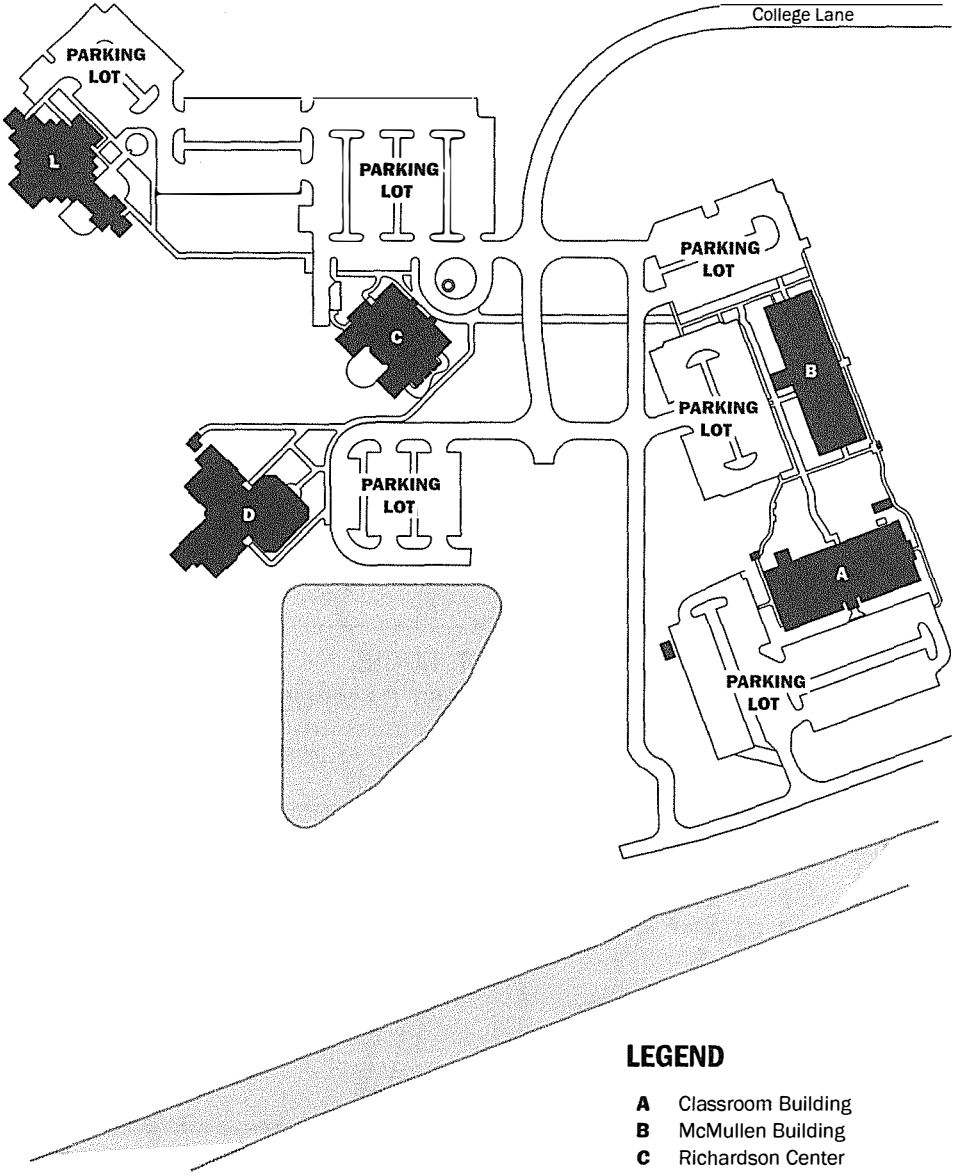 College Lane
PARKING
LOT
L
PARKING
LOT
PARKING
LOT
C
B
PARKING
LOT
PARKING
LOT
D
A
PARKING
LOT
LEGEND
A Classroom Building
B McMullen Building
C Richardson Center